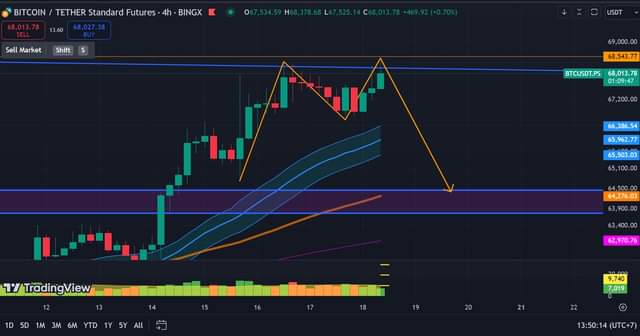 BITCOIN / TETHER Standard Futures · 4h · BINGX O67,534.59 H68,378.68 L67,525.14 C68,013.78 +469.92 (+0.70%) USDT
68,013.78 SELL 13.60 68,027.38 BUY
Sell Market Shift S
69,000.00
68,543.77
BTCUSDT.PS 68,013.78
01:09:47
67,200.00
66,386.54
65,962.77
65,503.03
64,500.00
64,276.03
63,900.00
63,400.00
62,970.76
9,740
7,019
TradingView
12 13 14 15 16 17 18 19 20 21 22
1D 5D 1M 3M 6M YTD 1Y 5Y All 13:50:14 (UTC+7)